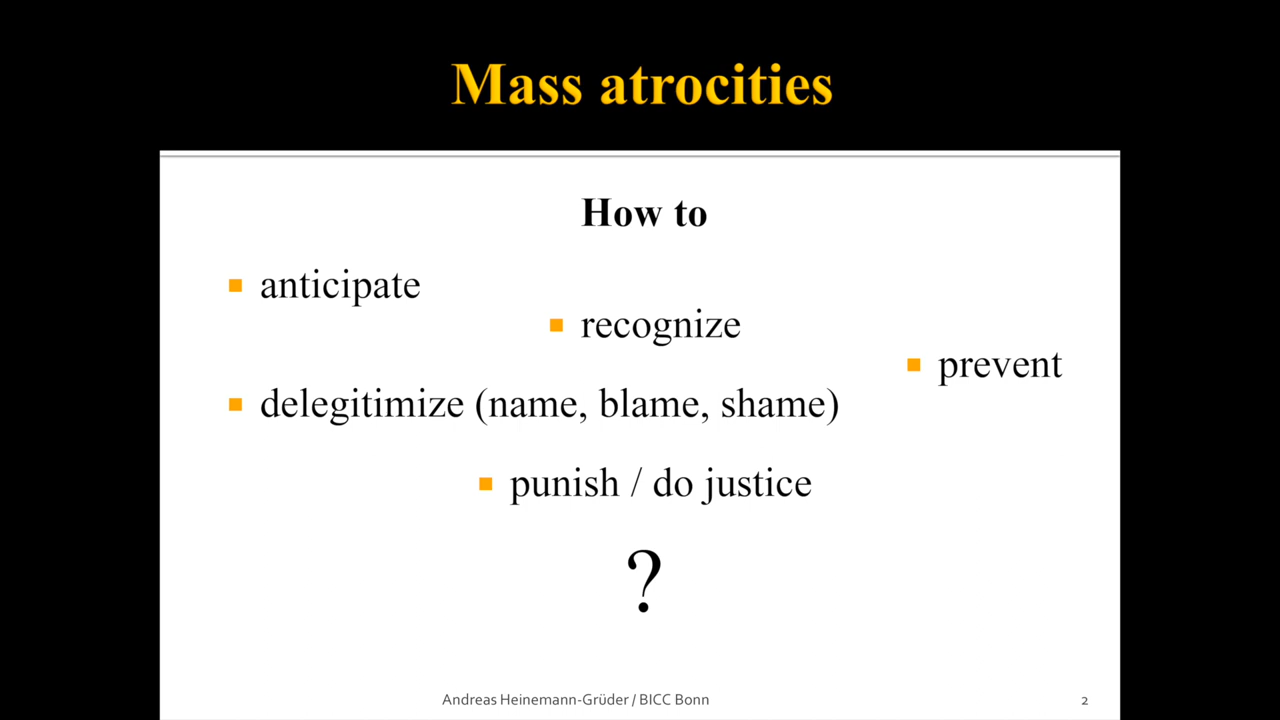 Mass atrocities
How to
anticipate
recognize
prevent
delegitimize (name, blame, shame)
punish / do justice
?
Andreas Heinemann-Grüder / BICC Bonn
2